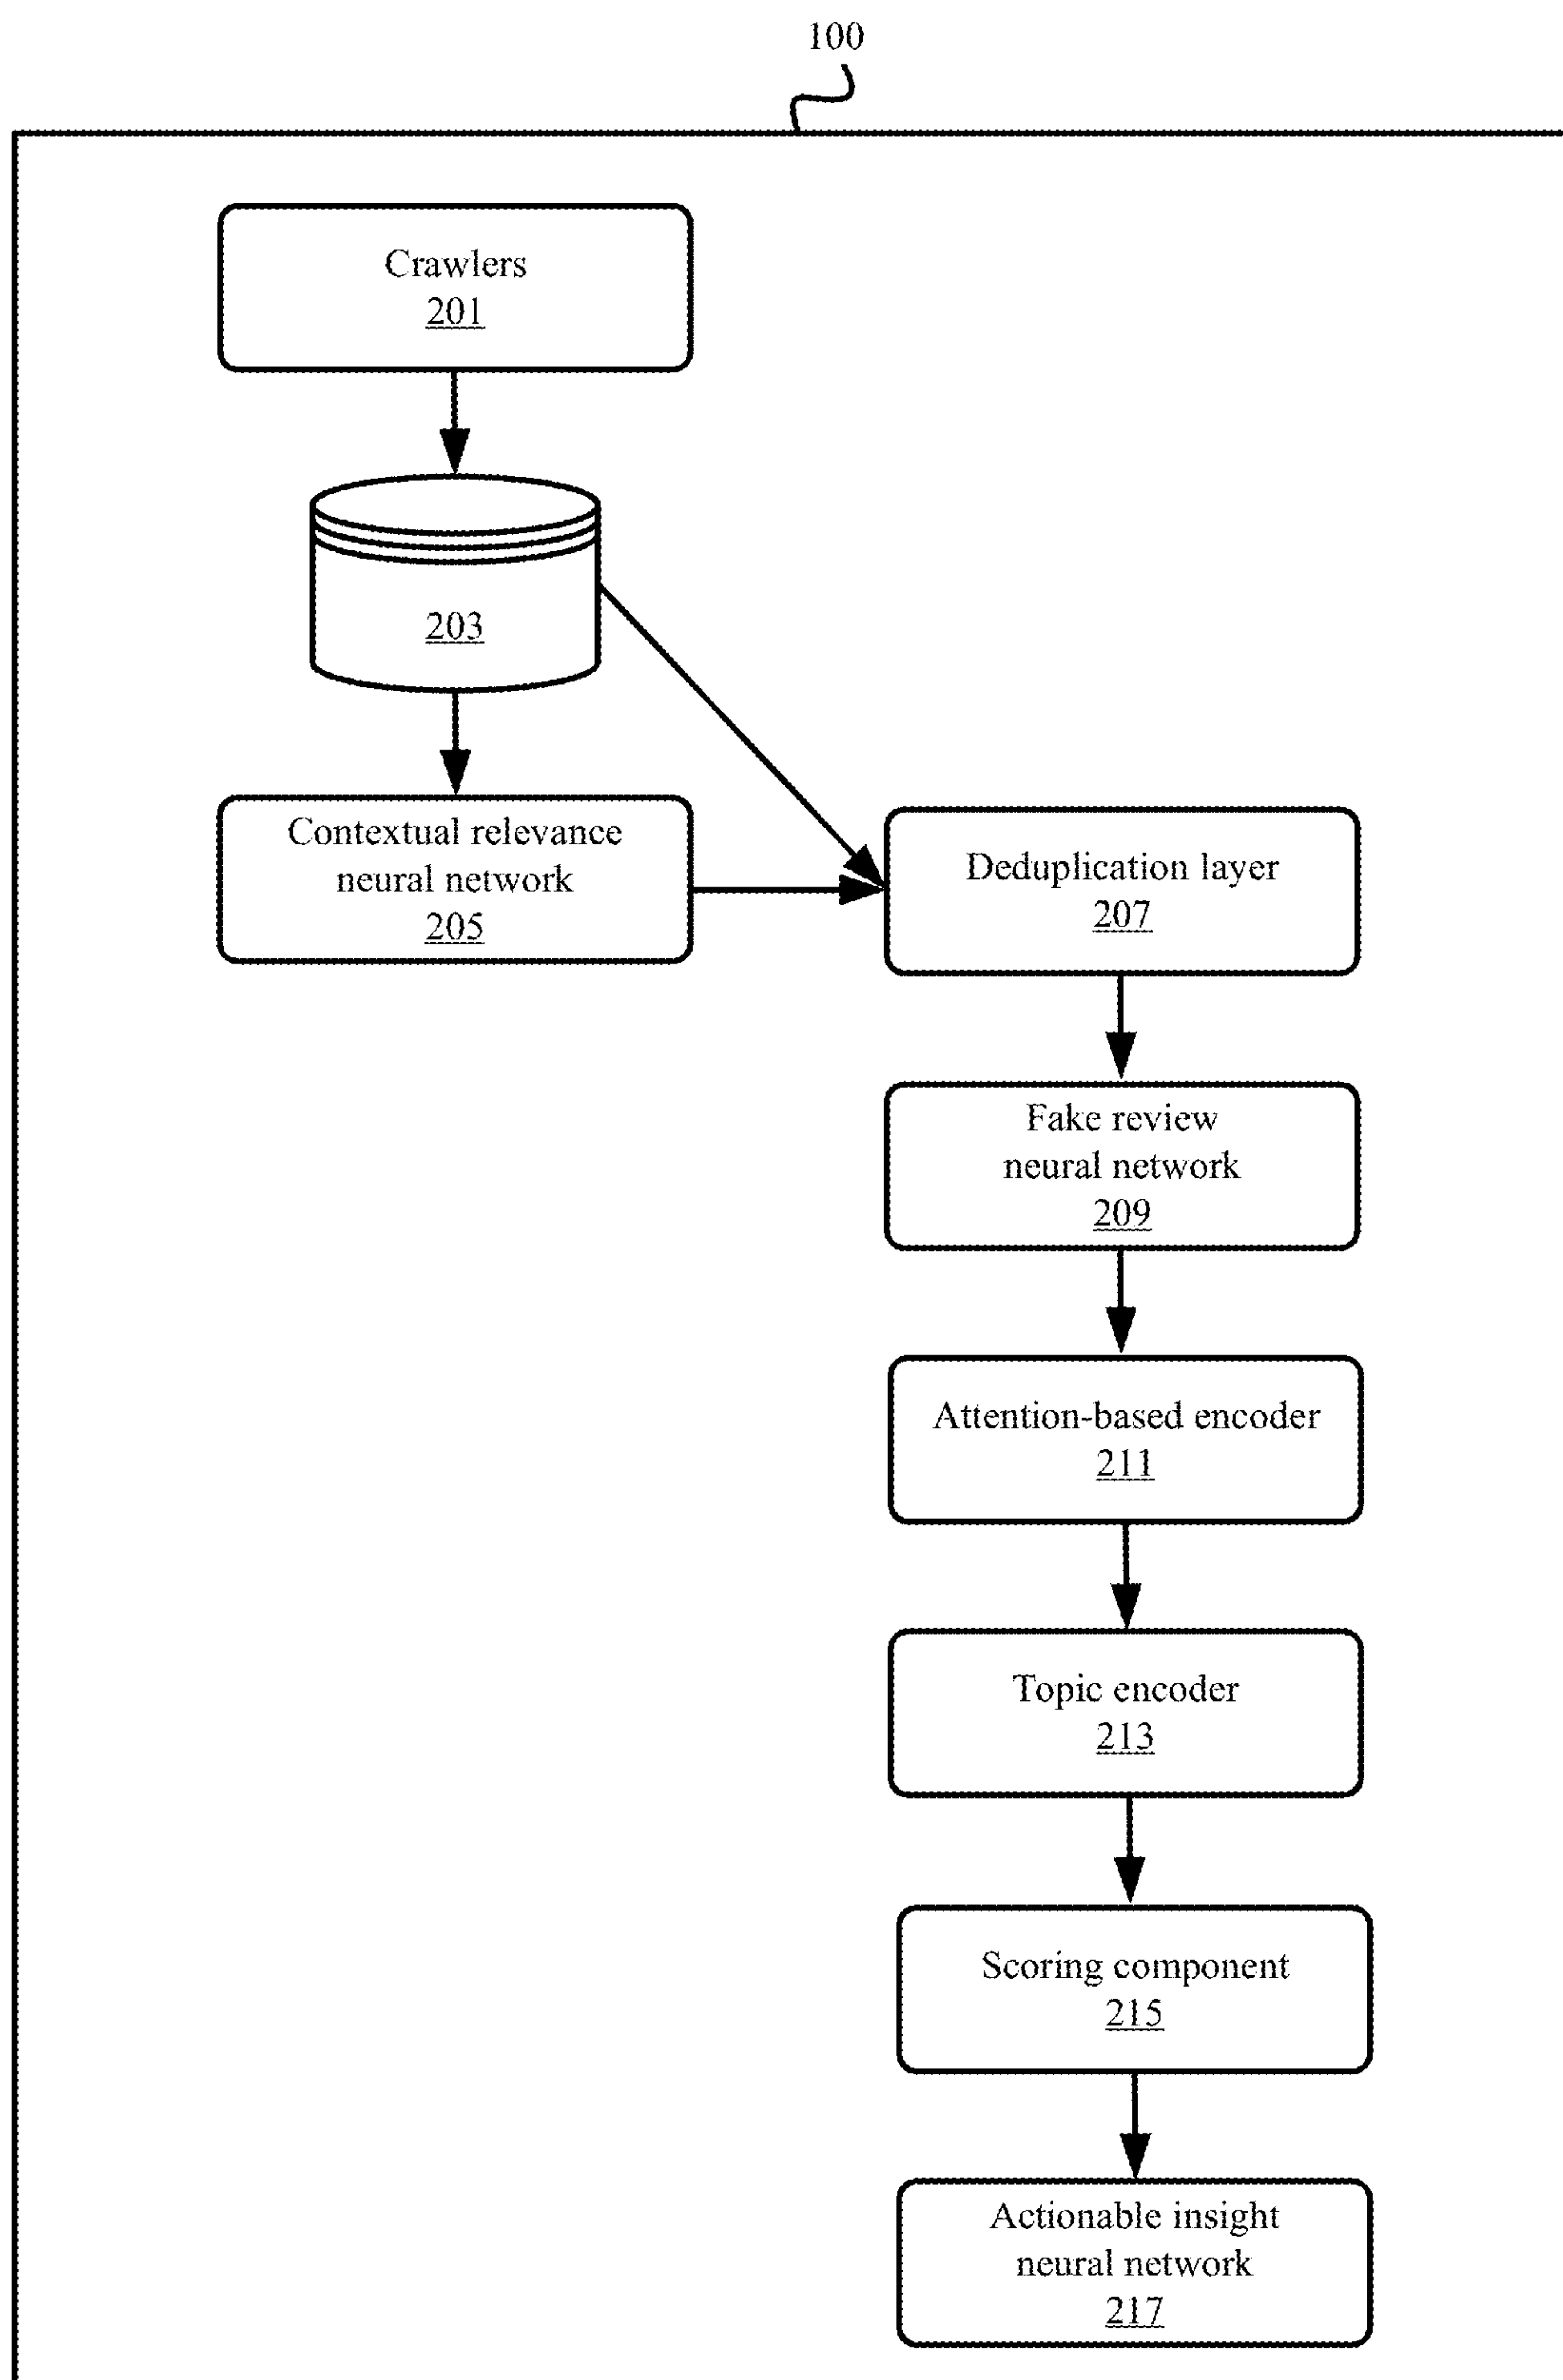 100
Crawlers
201
203
Contextual relevance
neural network
205
Deduplication layer
207
Fake review
neural network
209
Attention-based encoder
211
Topic encoder
213
Scoring component
215
Actionable insight
neural network
217